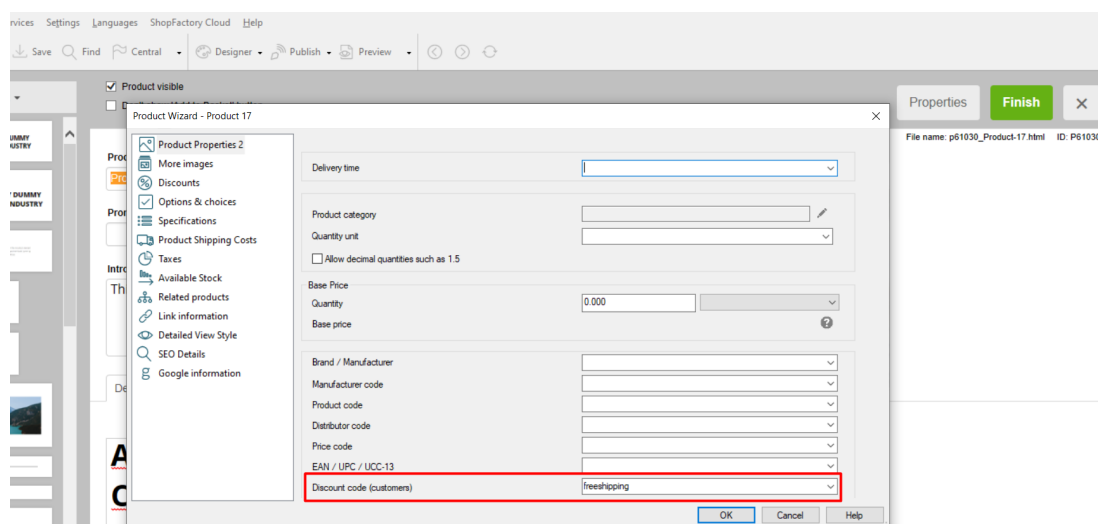 Settings Languages ShopFactory Cloud Help
Save Find Central Designer Publish Preview
Product visible
Properties Finish
Product Wizard - Product 17
File name: p61030_Product-17.html ID: P61030
Product Properties 2
More images
Discounts
Options & choices
Specifications
Product Shipping Costs
Taxes
Available Stock
Related products
Link information
Detailed View Style
SEO Details
Google information
Delivery time
Product category
Quantity unit
Allow decimal quantities such as 1.5
Base Price
Quantity 0.000
Base price
Brand / Manufacturer
Manufacturer code
Product code
Distributor code
Price code
EAN / UPC / UCC-13
Discount code (customers) freeshipping
OK Cancel Help
DUMMY